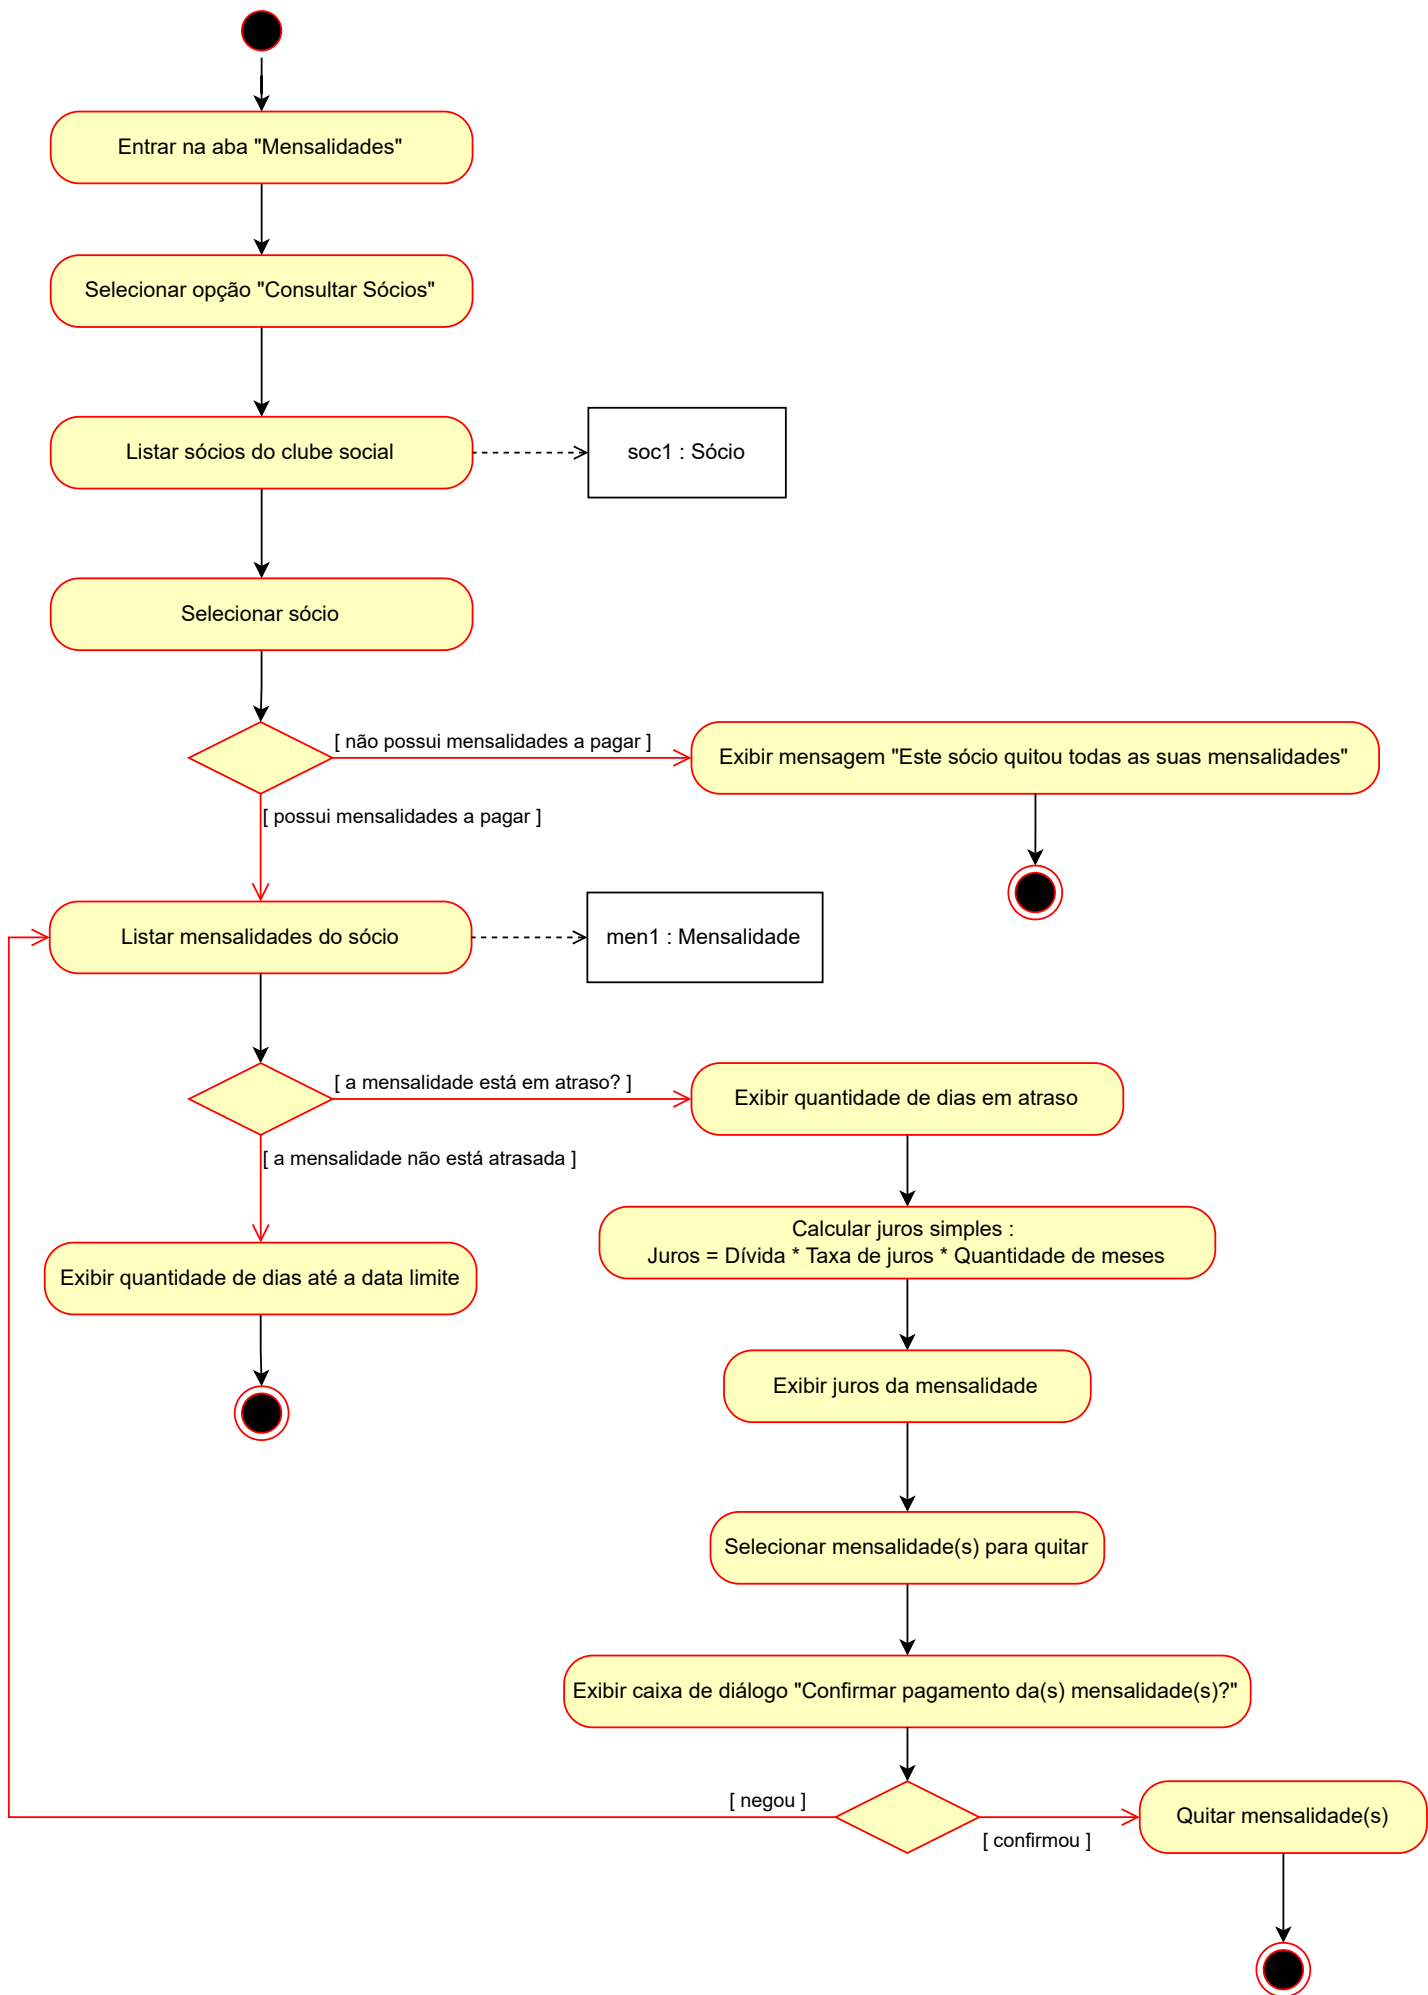 Entrar na aba "Mensalidades"
Selecionar opção "Consultar Sócios"
Listar sócios do clube social
soc1 : Sócio
Selecionar sócio
[ não possui mensalidades a pagar ]
Exibir mensagem "Este sócio quitou todas as suas mensalidades"
[ possui mensalidades a pagar ]
Listar mensalidades do sócio
men1 : Mensalidade
[ a mensalidade está em atraso? ]
Exibir quantidade de dias em atraso
[ a mensalidade não está atrasada ]
Calcular juros simples :
Juros = Dívida * Taxa de juros * Quantidade de meses
Exibir quantidade de dias até a data limite
Exibir juros da mensalidade
Selecionar mensalidade(s) para quitar
Exibir caixa de diálogo "Confirmar pagamento da(s) mensalidade(s)?"
[ negou ]
[ confirmou ]
Quitar mensalidade(s)